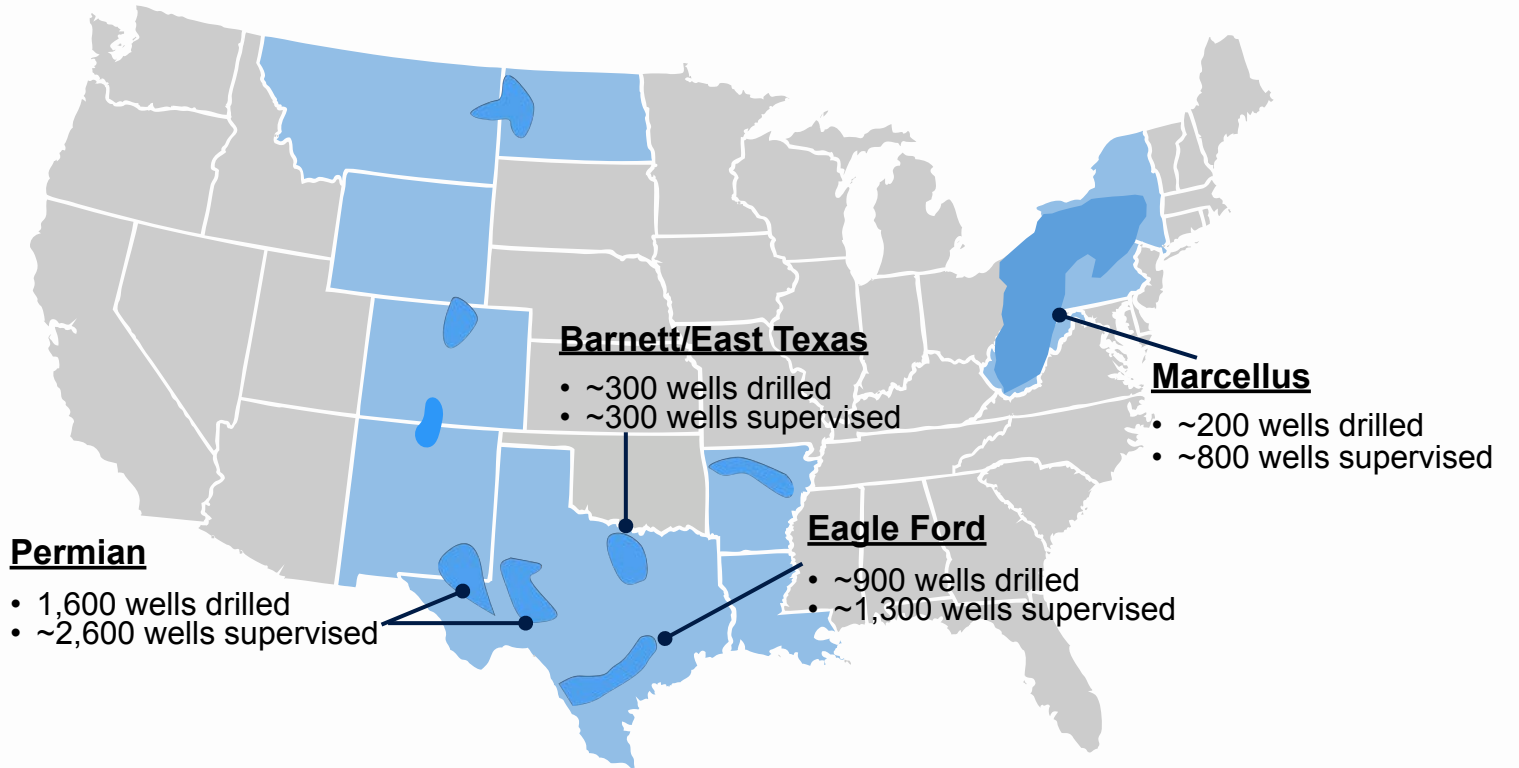 Barnett/East Texas
• ~300 wells drilled
• ~300 wells supervised
Marcellus
• ~200 wells drilled
• ~800 wells supervised
Permian
• 1,600 wells drilled
• ~2,600 wells supervised
Eagle Ford
• ~900 wells drilled
• ~1,300 wells supervised